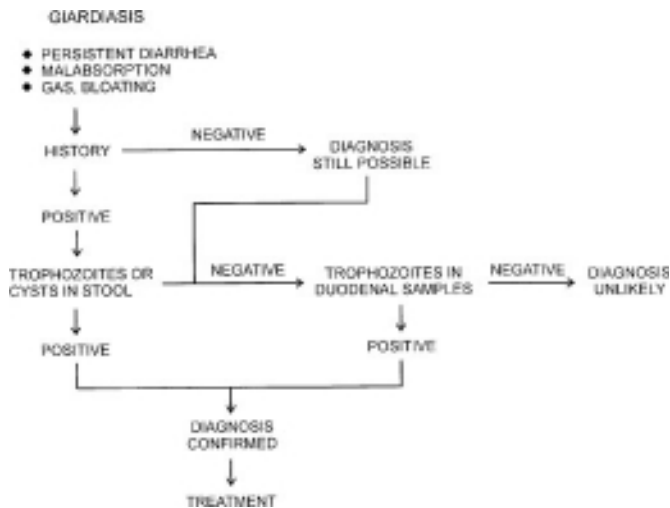 GIARDIASIS
◆ PERSISTENT DIARRHEA
◆ MALABSORPTION
◆ GAS, BLOATING
HISTORY
NEGATIVE
DIAGNOSIS
STILL POSSIBLE
POSITIVE
TROPHOZOITES OR
CYSTS IN STOOL
NEGATIVE
TROPHOZOITES IN
DUODENAL SAMPLES
NEGATIVE
DIAGNOSIS
UNLIKELY
POSITIVE
POSITIVE
DIAGNOSIS
CONFIRMED
TREATMENT